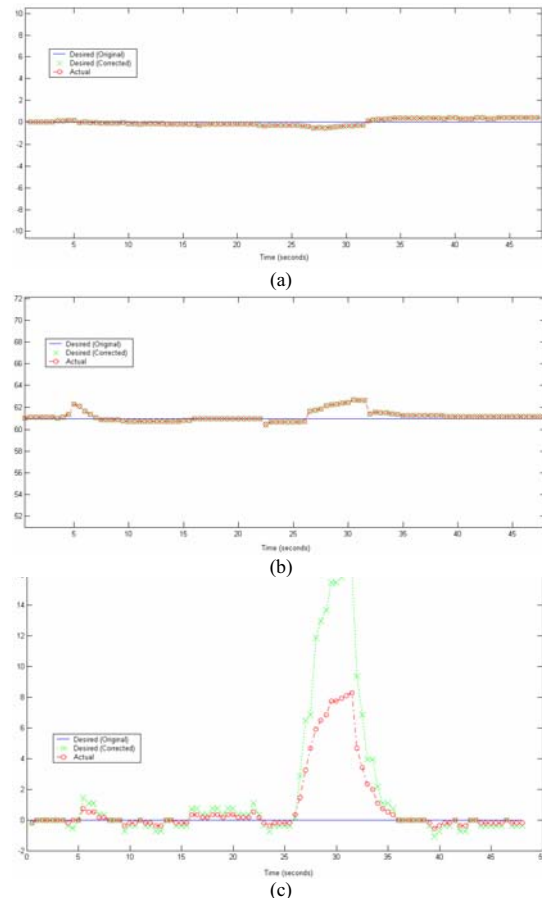 10
8
6
4
2
0
-2
-4
-6
-8
-10
Desired (Original)
Desired (Corrected)
Actual
5 10 15 20 25 30 35 40 45
Time (seconds)
(a)
72
70
68
66
64
62
60
58
56
54
52
Desired (Original)
Desired (Corrected)
Actual
5 10 15 20 25 30 35 40 45
Time (seconds)
(b)
14
12
10
8
6
4
2
0
-2
Desired (Original)
Desired (Corrected)
Actual
0 5 10 15 20 25 30 35 40 45
Time (seconds)
(c)